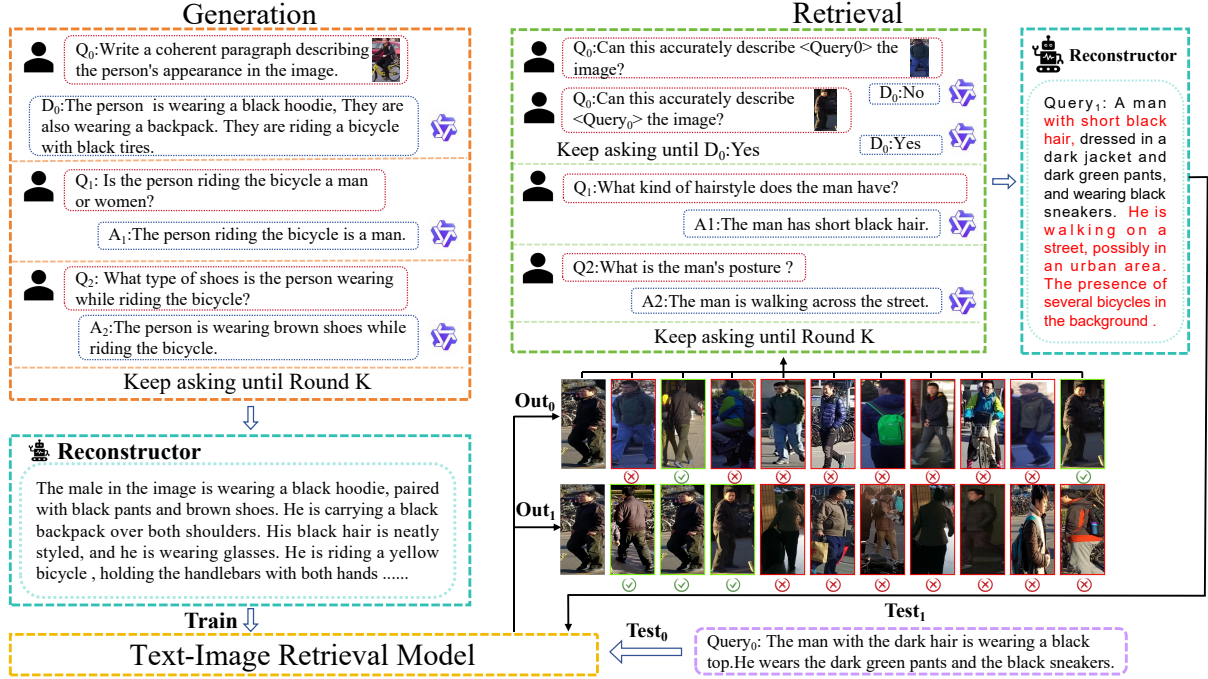 Generation
Q0:Write a coherent paragraph describing
the person's appearance in the image.
D0:The person is wearing a black hoodie, They are
also wearing a backpack. They are riding a bicycle
with black tires.
Q1: Is the person riding the bicycle a man
or women?
A1:The person riding the bicycle is a man.
Q2: What type of shoes is the person wearing
while riding the bicycle?
A2:The person is wearing brown shoes while
riding the bicycle.
Keep asking until Round K
Reconstructor
The male in the image is wearing a black hoodie, paired
with black pants and brown shoes. He is carrying a black
backpack over both shoulders. His black hair is neatly
styled, and he is wearing glasses. He is riding a yellow
bicycle , holding the handlebars with both hands ......
Train
Text-Image Retrieval Model
Retrieval
Q0:Can this accurately describe <Query0> the
image?
D0:No
Q0:Can this accurately describe
<Query0> the image?
D0:Yes
Keep asking until D0:Yes
Q1:What kind of hairstyle does the man have?
A1:The man has short black hair.
Q2:What is the man's posture ?
A2:The man is walking across the street.
Keep asking until Round K
Reconstructor
Query1: A man
with short black
hair, dressed in a
dark jacket and
dark green pants,
and wearing black
sneakers. He is
walking on a
street, possibly in
an urban area.
The presence of
several bicycles in
the background .
Out0
Out1
Test1
Test0
Query0: The man with the dark hair is wearing a black
top.He wears the dark green pants and the black sneakers.